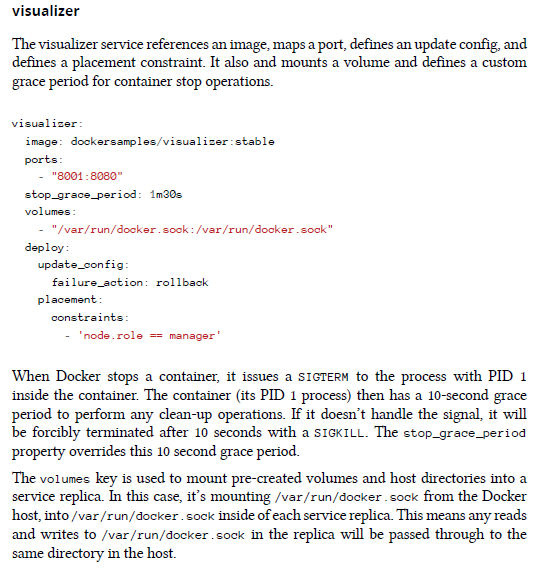 visualizer
The visualizer service references an image, maps a port, defines an update config, and
defines a placement constraint. It also and mounts a volume and defines a custom
grace period for container stop operations.
visualizer:
  image: dockersamples/visualizer:stable
  ports:
    - "8001:8080"
  stop_grace_period: 1m30s
  volumes:
    - "/var/run/docker.sock:/var/run/docker.sock"
  deploy:
    update_config:
      failure_action: rollback
    placement:
      constraints:
        - 'node.role == manager'
When Docker stops a container, it issues a SIGTERM to the process with PID 1
inside the container. The container (its PID 1 process) then has a 10-second grace
period to perform any clean-up operations. If it doesn’t handle the signal, it will
be forcibly terminated after 10 seconds with a SIGKILL. The stop_grace_period
property overrides this 10 second grace period.
The volumes key is used to mount pre-created volumes and host directories into a
service replica. In this case, it’s mounting /var/run/docker.sock from the Docker
host, into /var/run/docker.sock inside of each service replica. This means any reads
and writes to /var/run/docker.sock in the replica will be passed through to the
same directory in the host.